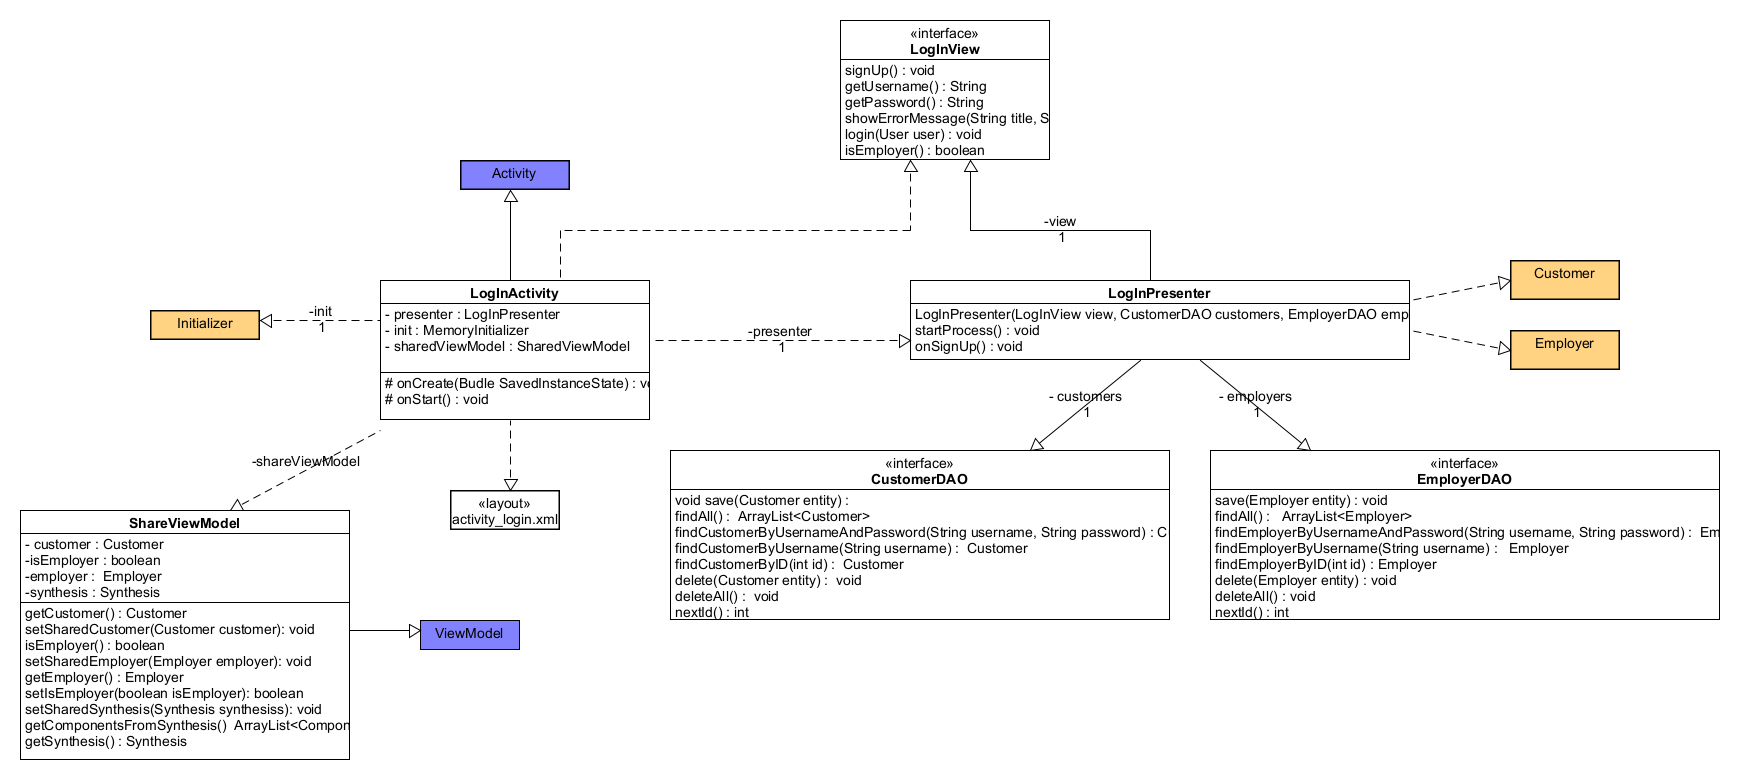 «interface»
LogInView
signUp() : void
getUsername() : String
getPassword() : String
showErrorMessage(String title, S
login(User user) : void
isEmployer() : boolean
Activity
-view
1
LogInActivity
- presenter : LogInPresenter
- init : MemoryInitializer
- sharedViewModel : SharedViewModel
# onCreate(Budle SavedInstanceState) : v
# onStart() : void
Initializer
-init
1
-presenter
1
LogInPresenter
LogInPresenter(LogInView view, CustomerDAO customers, EmployerDAO emp
startProcess() : void
onSignUp() : void
Customer
Employer
- customers
1
- employers
1
-shareViewModel
«layout»
activity_login.xml
«interface»
CustomerDAO
void save(Customer entity) :
findAll() :  ArrayList<Customer>
findCustomerByUsernameAndPassword(String username, String password) : C
findCustomerByUsername(String username) :  Customer
findCustomerByID(int id) :  Customer
delete(Customer entity) :  void
deleteAll() :  void
nextId() : int
«interface»
EmployerDAO
save(Employer entity) : void
findAll() :   ArrayList<Employer>
findEmployerByUsernameAndPassword(String username, String password) :  Em
findEmployerByUsername(String username) :   Employer
findEmployerByID(int id) : Employer
delete(Employer entity) : void
deleteAll() : void
nextId() : int
ShareViewModel
- customer : Customer
-isEmployer : boolean
-employer :  Employer
-synthesis : Synthesis
getCustomer() : Customer
setSharedCustomer(Customer customer): void
isEmployer() : boolean
setSharedEmployer(Employer employer): void
getEmployer() : Employer
setIsEmployer(boolean isEmployer): boolean
setSharedSynthesis(Synthesis synthesiss): void
getComponentsFromSynthesis()  ArrayList<Compon
getSynthesis() : Synthesis
ViewModel